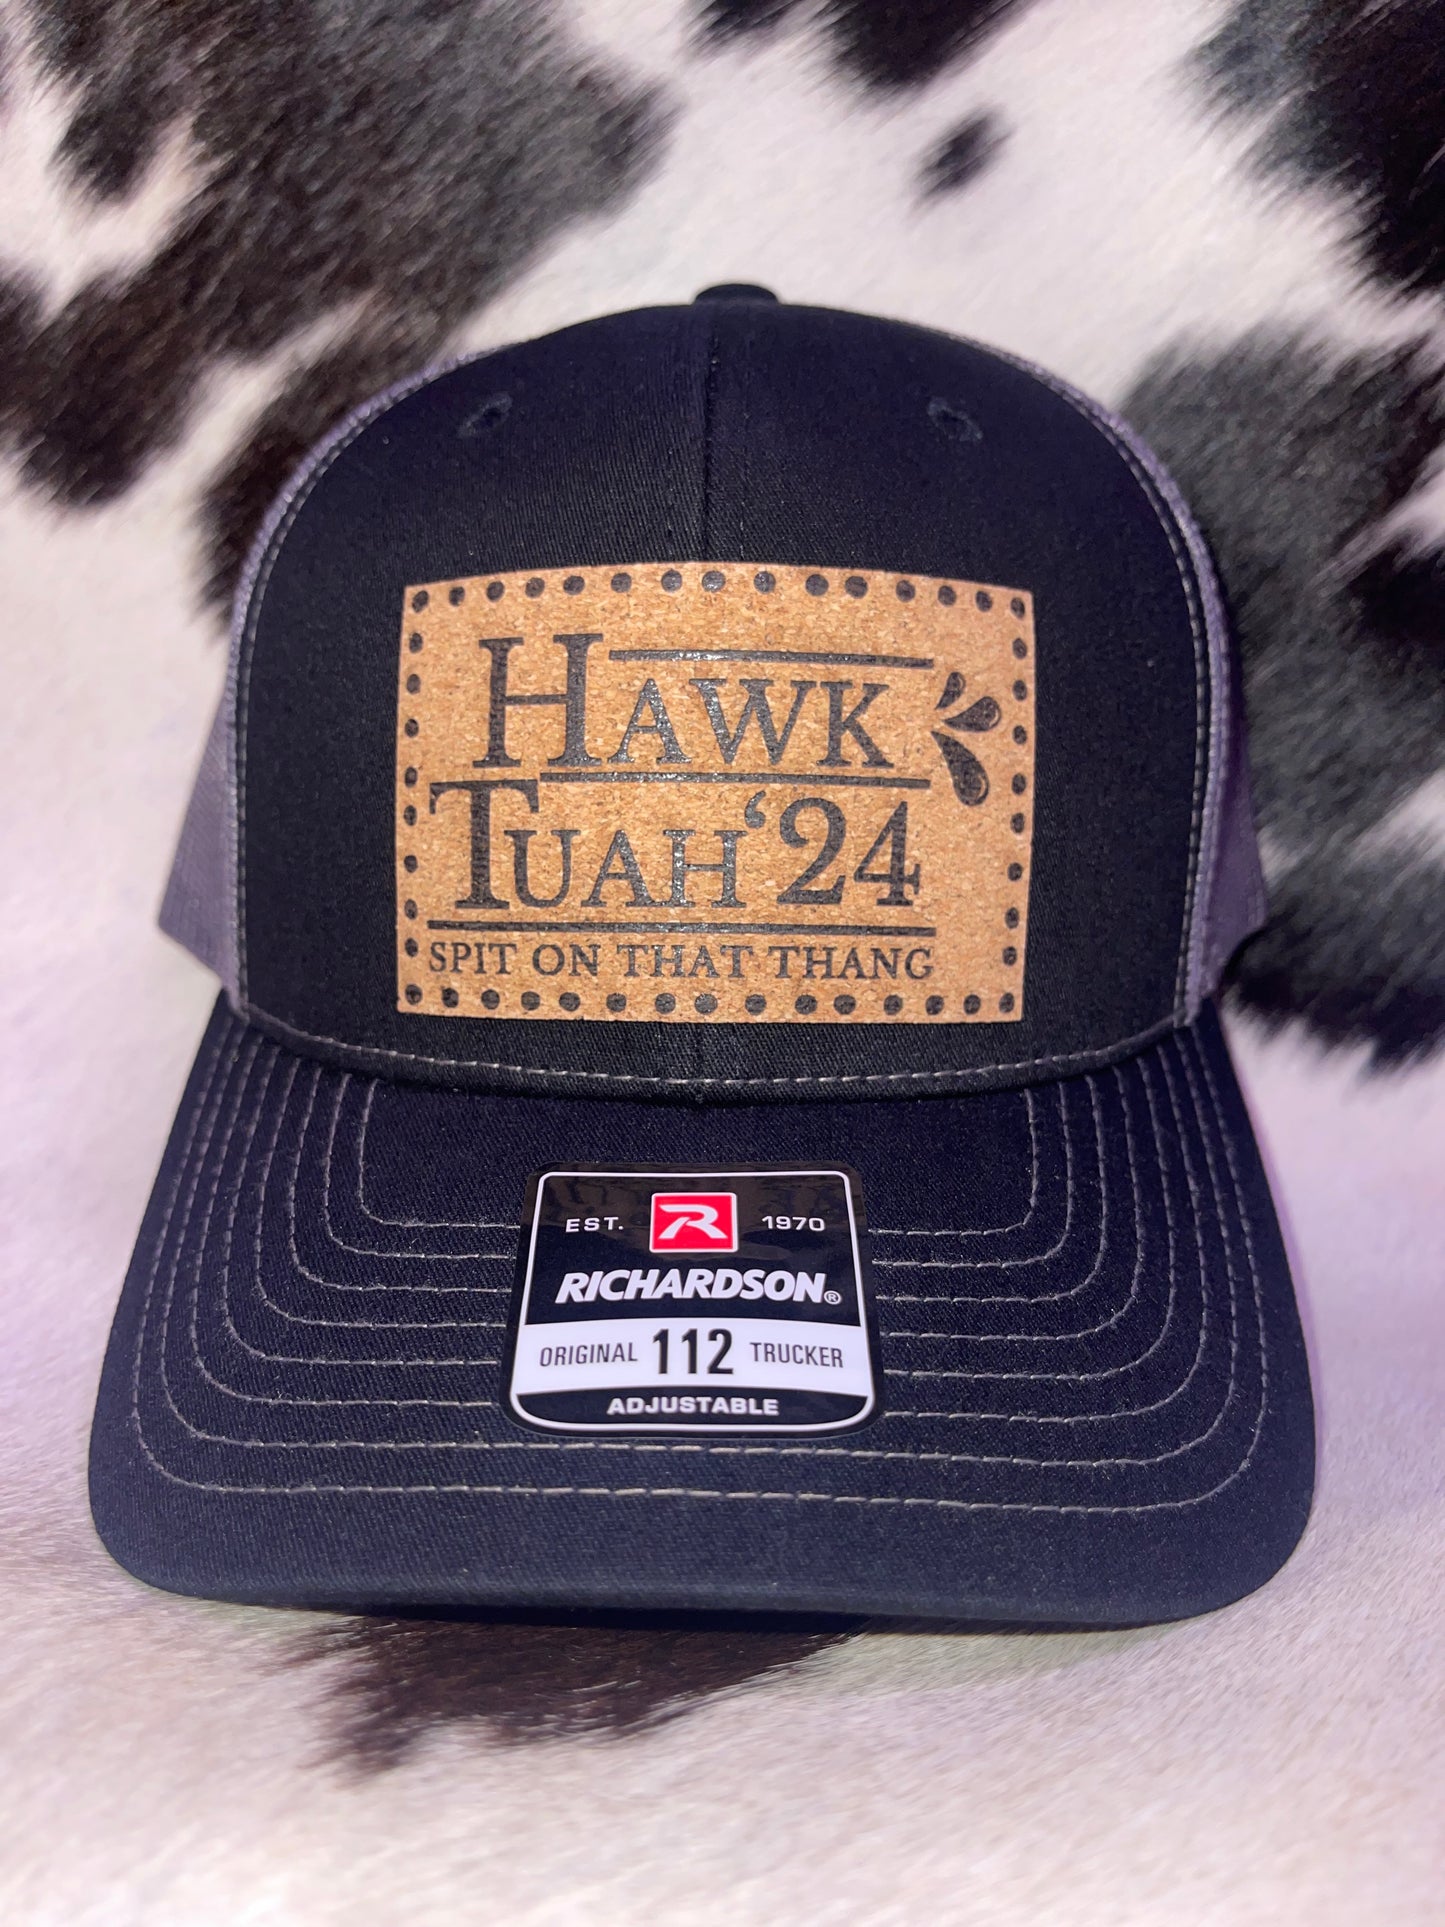 HAWK
TUAH '24
SPIT ON THAT THANG
EST. R 1970
RICHARDSON®
ORIGINAL 112 TRUCKER
ADJUSTABLE